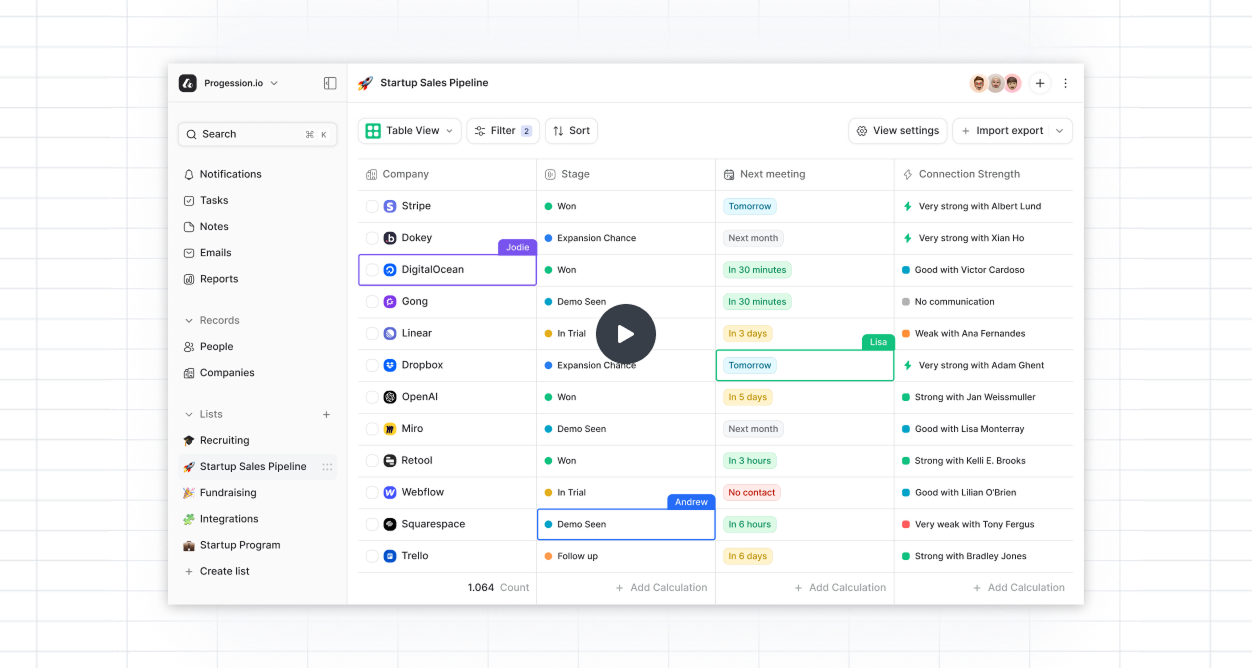 Progession.io
Startup Sales Pipeline
Search ⌘ K
Table View
Filter 2
Sort
View settings
Import export
Notifications
Tasks
Notes
Emails
Reports
Records
People
Companies
Lists
Recruiting
Startup Sales Pipeline
Fundraising
Integrations
Startup Program
Create list
Company Stage Next meeting Connection Strength
Stripe Won Tomorrow Very strong with Albert Lund
Dokey Expansion Chance Next month Very strong with Xian Ho
Jodie
DigitalOcean Won In 30 minutes Good with Victor Cardoso
Gong Demo Seen In 30 minutes No communication
Linear In Trial In 3 days Weak with Ana Fernandes
Lisa
Dropbox Expansion Chance Tomorrow Very strong with Adam Ghent
OpenAI Won In 5 days Strong with Jan Weissmuller
Miro Demo Seen Next month Good with Lisa Monterray
Retool Won In 3 hours Strong with Kelli E. Brooks
Webflow In Trial No contact Good with Lilian O'Brien
Andrew
Squarespace Demo Seen In 6 hours Very weak with Tony Fergus
Trello Follow up In 6 days Strong with Bradley Jones
1.064 Count + Add Calculation + Add Calculation + Add Calculation